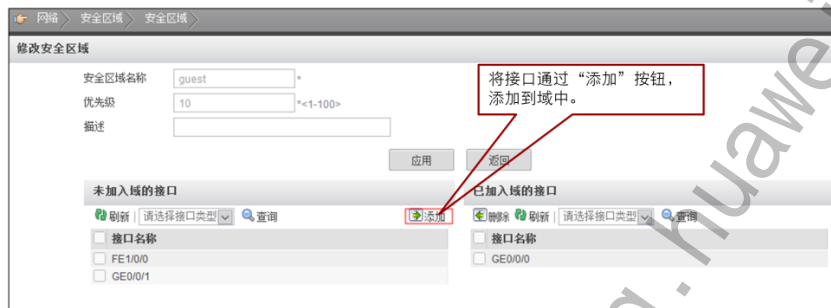 网络 安全区域 安全区域
修改安全区域
安全区域名称 guest *
优先级 10 *<1-100>
描述
将接口通过“添加”按钮，
添加到域中。
应用 返回
未加入域的接口 已加入域的接口
刷新 | 请选择接口类型 查询 添加 删除 刷新 | 请选择接口类型 查询
接口名称 接口名称
FE1/0/0 GE0/0/0
GE0/0/1
g.huawe